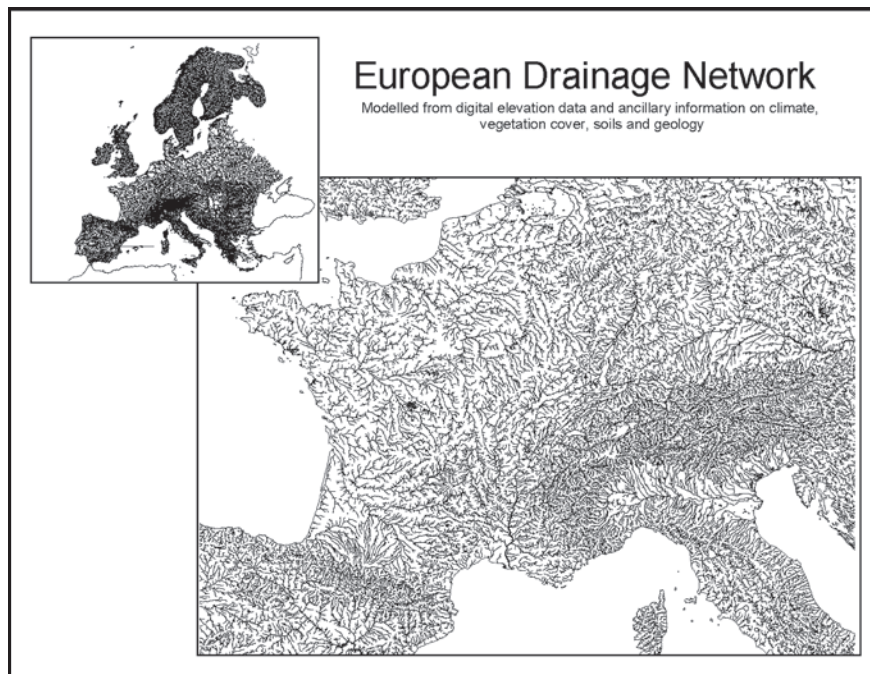 European Drainage Network
Modelled from digital elevation data and ancillary information on climate,
vegetation cover, soils and geology